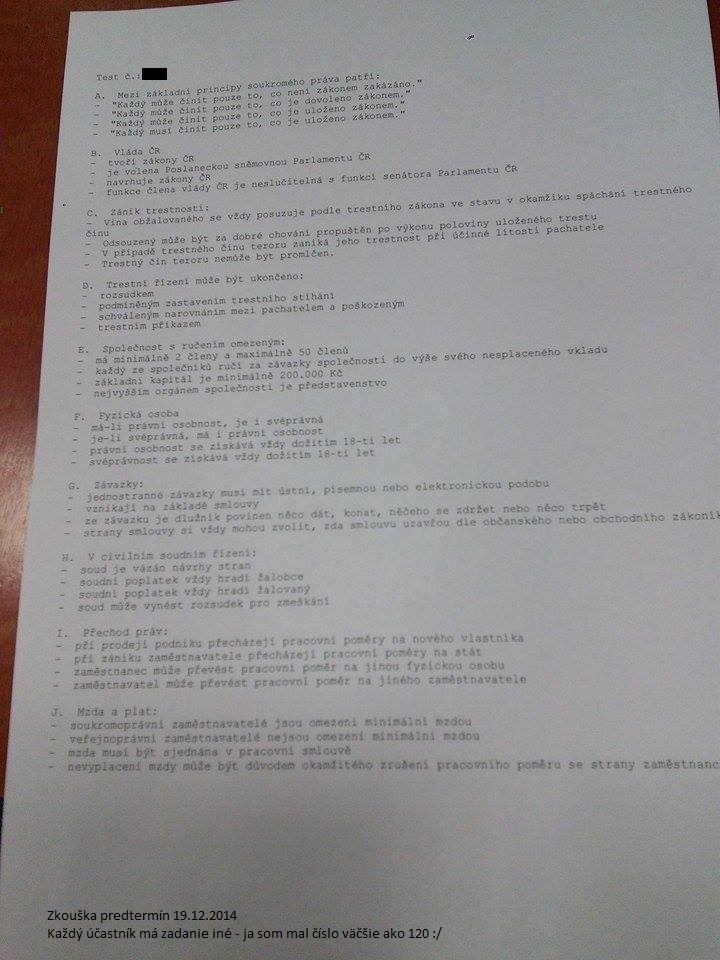 Test č.:
A. Mezi základní principy soukromého práva patří:
- "Každý může činit pouze to, co není zákonem zakázáno."
- "Každý může činit pouze to, co je dovoleno zákonem."
- "Každý může činit pouze to, co je uloženo zákonem."
- "Každý musí činit pouze to, co je uloženo zákonem."
B. Vláda ČR
- tvoří zákony ČR
- je volena Poslaneckou sněmovnou Parlamentu ČR
- navrhuje zákony ČR
- funkce člena vlády ČR je neslučitelná s funkcí senátora Parlamentu ČR
C. Zánik trestnosti:
- Vina obžalovaného se vždy posuzuje podle trestního zákona ve stavu v okamžiku spáchání trestného
činu
- Odsouzený může být za dobré chování propuštěn po výkonu poloviny uloženého trestu
- V případě trestného činu teroru zaniká jeho trestnost při účinné lítosti pachatele
- Trestný čin teroru nemůže být promlčen.
D. Trestní řízení může být ukončeno:
- rozsudkem
- podmíněným zastavením trestního stíhání
- schváleným narovnáním mezi pachatelem a poškozeným
- trestním příkazem
E. Společnost s ručením omezeným:
- má minimálně 2 členy a maximálně 50 členů
- každý ze společníků ručí za závazky společnosti do výše svého nesplaceného vkladu
- základní kapitál je minimálně 200.000 Kč
- nejvyšším orgánem společnosti je představenstvo
F. Fyzická osoba
- má-li právní osobnost, je i svéprávná
- je-li svéprávná, má i právní osobnost
- právní osobnost se získává vždy dožitím 18-ti let
- svéprávnost se získává vždy dožitím 18-ti let
G. Závazky:
- jednostranné závazky musí mít ústní, písemnou nebo elektronickou podobu
- vznikají na základě smlouvy
- ze závazku je dlužník povinen něco dát, konat, něčeho se zdržet nebo něco trpět
- strany smlouvy si vždy mohou zvolit, zda smlouvu uzavřou dle občanského nebo obchodního zákoník
H. V civilním soudním řízení:
- soud je vázán návrhy stran
- soudní poplatek vždy hradí žalobce
- soudní poplatek vždy hradí žalovaný
- soud může vynést rozsudek pro zmeškání
I. Přechod práv:
- při prodeji podniku přecházejí pracovní poměry na nového vlastníka
- při zániku zaměstnavatele přecházejí pracovní poměry na stát
- zaměstnanec může převést pracovní poměr na jinou fyzickou osobu
- zaměstnavatel může převést pracovní poměr na jiného zaměstnavatele
J. Mzda a plat:
- soukromoprávní zaměstnavatelé jsou omezeni minimální mzdou
- veřejnoprávní zaměstnavatelé nejsou omezeni minimální mzdou
- mzda musí být sjednána v pracovní smlouvě
- nevyplacení mzdy může být důvodem okamžitého zrušení pracovního poměru se strany zaměstnanc
Zkouška predtermín 19.12.2014
Každý účastník má zadanie iné - ja som mal číslo väčšie ako 120 :/